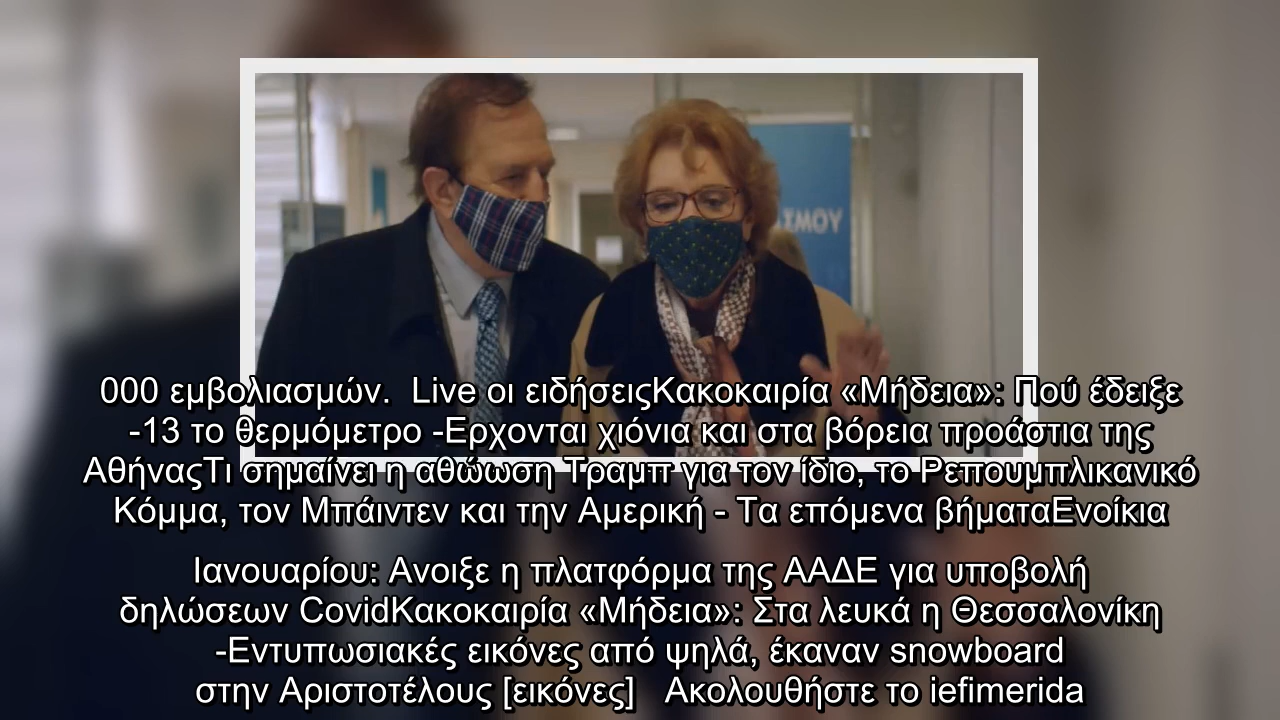 ΣΜΟΥ
000 εμβολιασμών.  Live οι ειδήσειςΚακοκαιρία «Μήδεια»: Πού έδειξε
-13 το θερμόμετρο -Ερχονται χιόνια και στα βόρεια προάστια της
ΑθήναςΤι σημαίνει η αθώωση Τραμπ για τον ίδιο, το Ρεπουμπλικανικό
Κόμμα, τον Μπάιντεν και την Αμερική - Τα επόμενα βήματαΕνοίκια
Ιανουαρίου: Ανοιξε η πλατφόρμα της ΑΑΔΕ για υποβολή
δηλώσεων CovidΚακοκαιρία «Μήδεια»: Στα λευκά η Θεσσαλονίκη
-Εντυπωσιακές εικόνες από ψηλά, έκαναν snowboard
στην Αριστοτέλους [εικόνες]   Ακολουθήστε το iefimerida